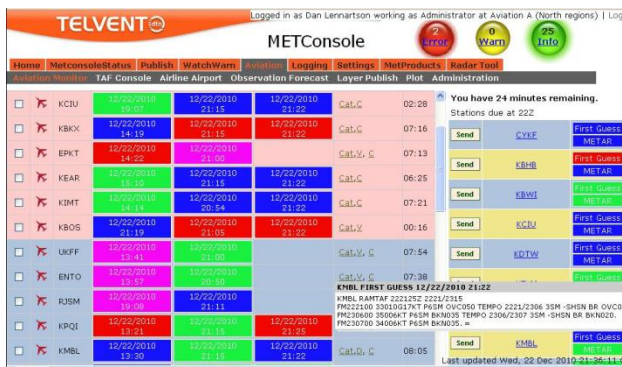 TELVENT dtn
Logged in as Dan Lennartson working as Administrator at Aviation A (North regions) | Log
METConsole
2 Error
0 Warn
25 Info
Home MetconsoleStatus Publish WatchWarn Aviation Logging Settings MetProducts Radar Tool
Aviation Monitor TAF Console Airline Airport Observation Forecast Layer Publish Plot Administration
KCIU 12/22/2010 19:07 12/22/2010 21:15 12/22/2010 21:22 Cat,C 02:28
KBKX 12/22/2010 14:19 12/22/2010 21:15 12/22/2010 21:22 Cat,C 07:16
EPKT 12/22/2010 14:22 12/22/2010 21:00 Cat,V, C 07:13
KEAR 12/22/2010 15:10 12/22/2010 21:15 12/22/2010 21:22 Cat,C 06:25
KIMT 12/22/2010 14:14 12/22/2010 20:54 12/22/2010 21:22 Cat,C 07:21
KBOS 12/22/2010 21:19 12/22/2010 21:05 12/22/2010 21:22 Cat,V 00:16
UKFF 12/22/2010 13:41 12/22/2010 21:00 Cat,V, C 07:54
ENTO 12/22/2010 13:57 12/22/2010 20:50 Cat,V, C 07:38
RJSM 12/22/2010 19:08 12/22/2010 21:11
KPQI 12/22/2010 13:21 12/22/2010 21:15 12/22/2010 21:25
KMBL 12/22/2010 13:30 12/22/2010 21:15 12/22/2010 21:22 Cat,D, C 08:05
You have 24 minutes remaining.
Stations due at 22Z
Send CYKF First Guess METAR
Send KBHB First Guess METAR
Send KBWI First Guess METAR
Send KCIU First Guess METAR
Send KDTW First Guess METAR
KMBL FIRST GUESS 12/22/2010 21:22
KMBL RAMTAF 222125Z 2221/2315
FM222100 33010G17KT P6SM OVC050 TEMPO 2221/2306 3SM -SHSN BR OVC0
FM230600 35006KT P6SM BKN035 TEMPO 2306/2307 3SM -SHSN BR BKN020.
FM230700 34006KT P6SM BKN035. =
Send KMBL First Guess METAR
Last updated Wed, 22 Dec 2010 21:36:11